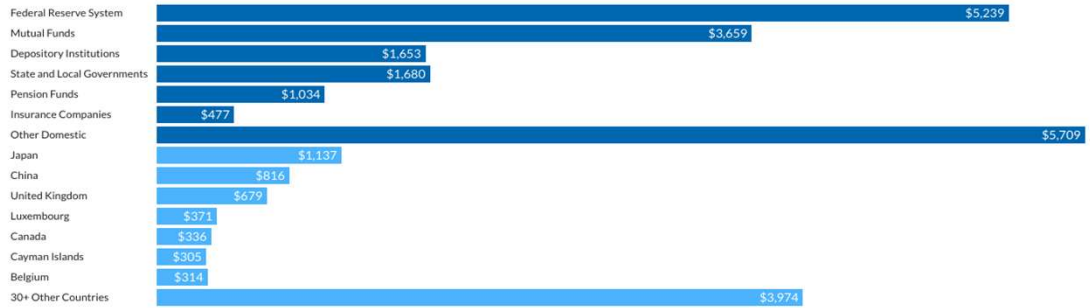 Federal Reserve System $5,239
Mutual Funds $3,659
Depository Institutions $1,653
State and Local Governments $1,680
Pension Funds $1,034
Insurance Companies $477
Other Domestic $5,709
Japan $1,137
China $816
United Kingdom $679
Luxembourg $371
Canada $336
Cayman Islands $305
Belgium $314
30+ Other Countries $3,974